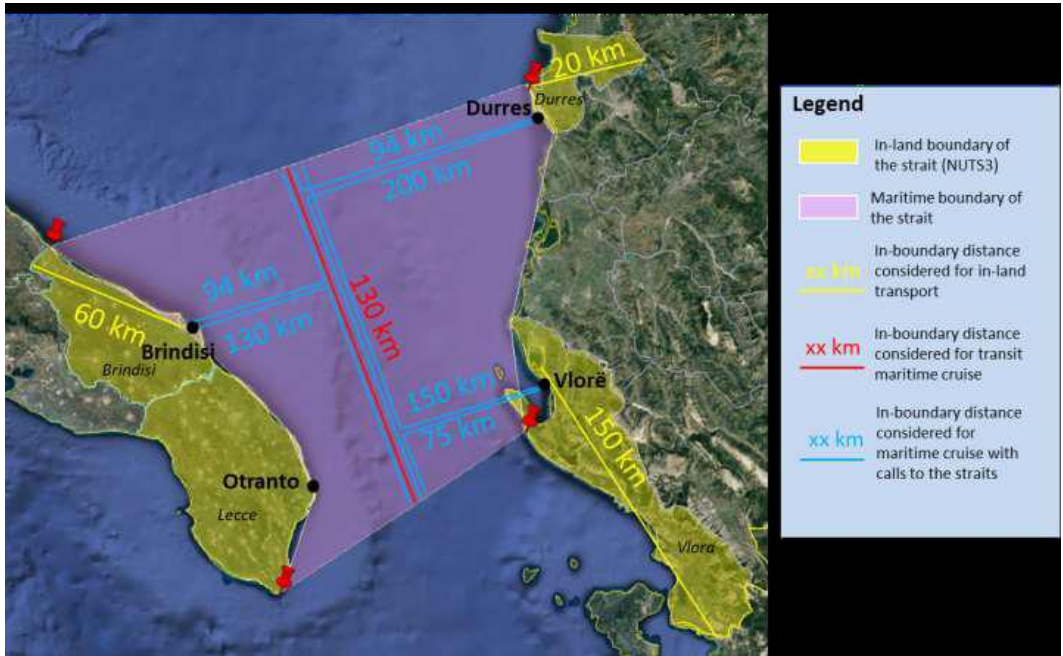 20 km
Durres
Durres
94 km
200 km
94 km
130 km
130 km
60 km
Brindisi
Brindisi
150 km
75 km
Vlorë
150 km
Otranto
Lecce
Vlora
Legend
In-land boundary of
the strait (NUTS3)
Maritime boundary of
the strait
xx km
In-boundary distance
considered for in-land
transport
xx km
In-boundary distance
considered for transit
maritime cruise
xx km
In-boundary distance
considered for
maritime cruise with
calls to the straits